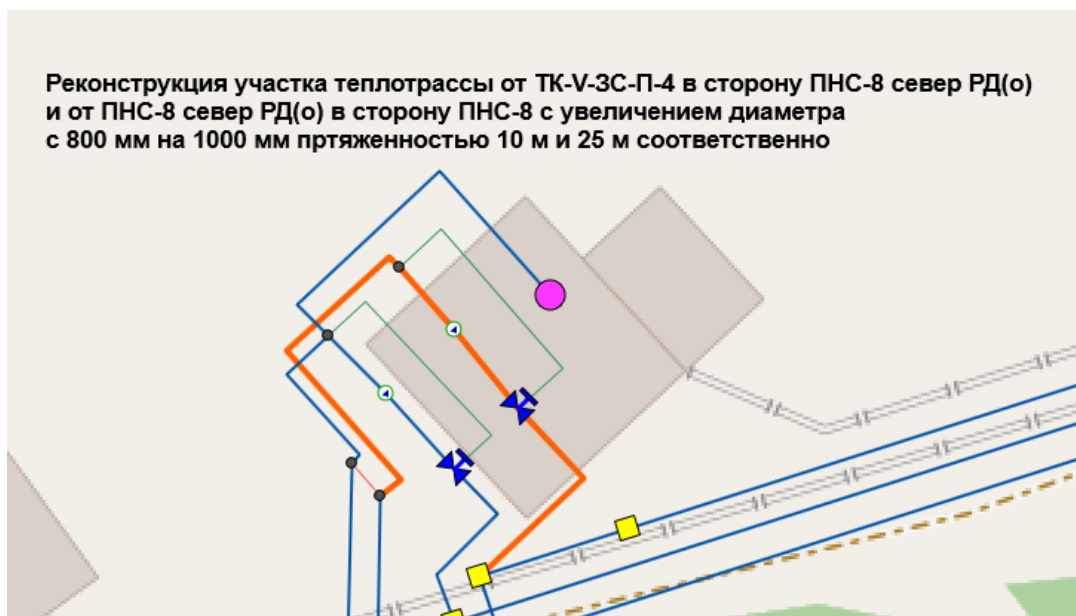 Реконструкция участка теплотрассы от ТК-V-ЗС-П-4 в сторону ПНС-8 север РД(о)
и от ПНС-8 север РД(о) в сторону ПНС-8 с увеличением диаметра
с 800 мм на 1000 мм пртяженностью 10 м и 25 м соответственно